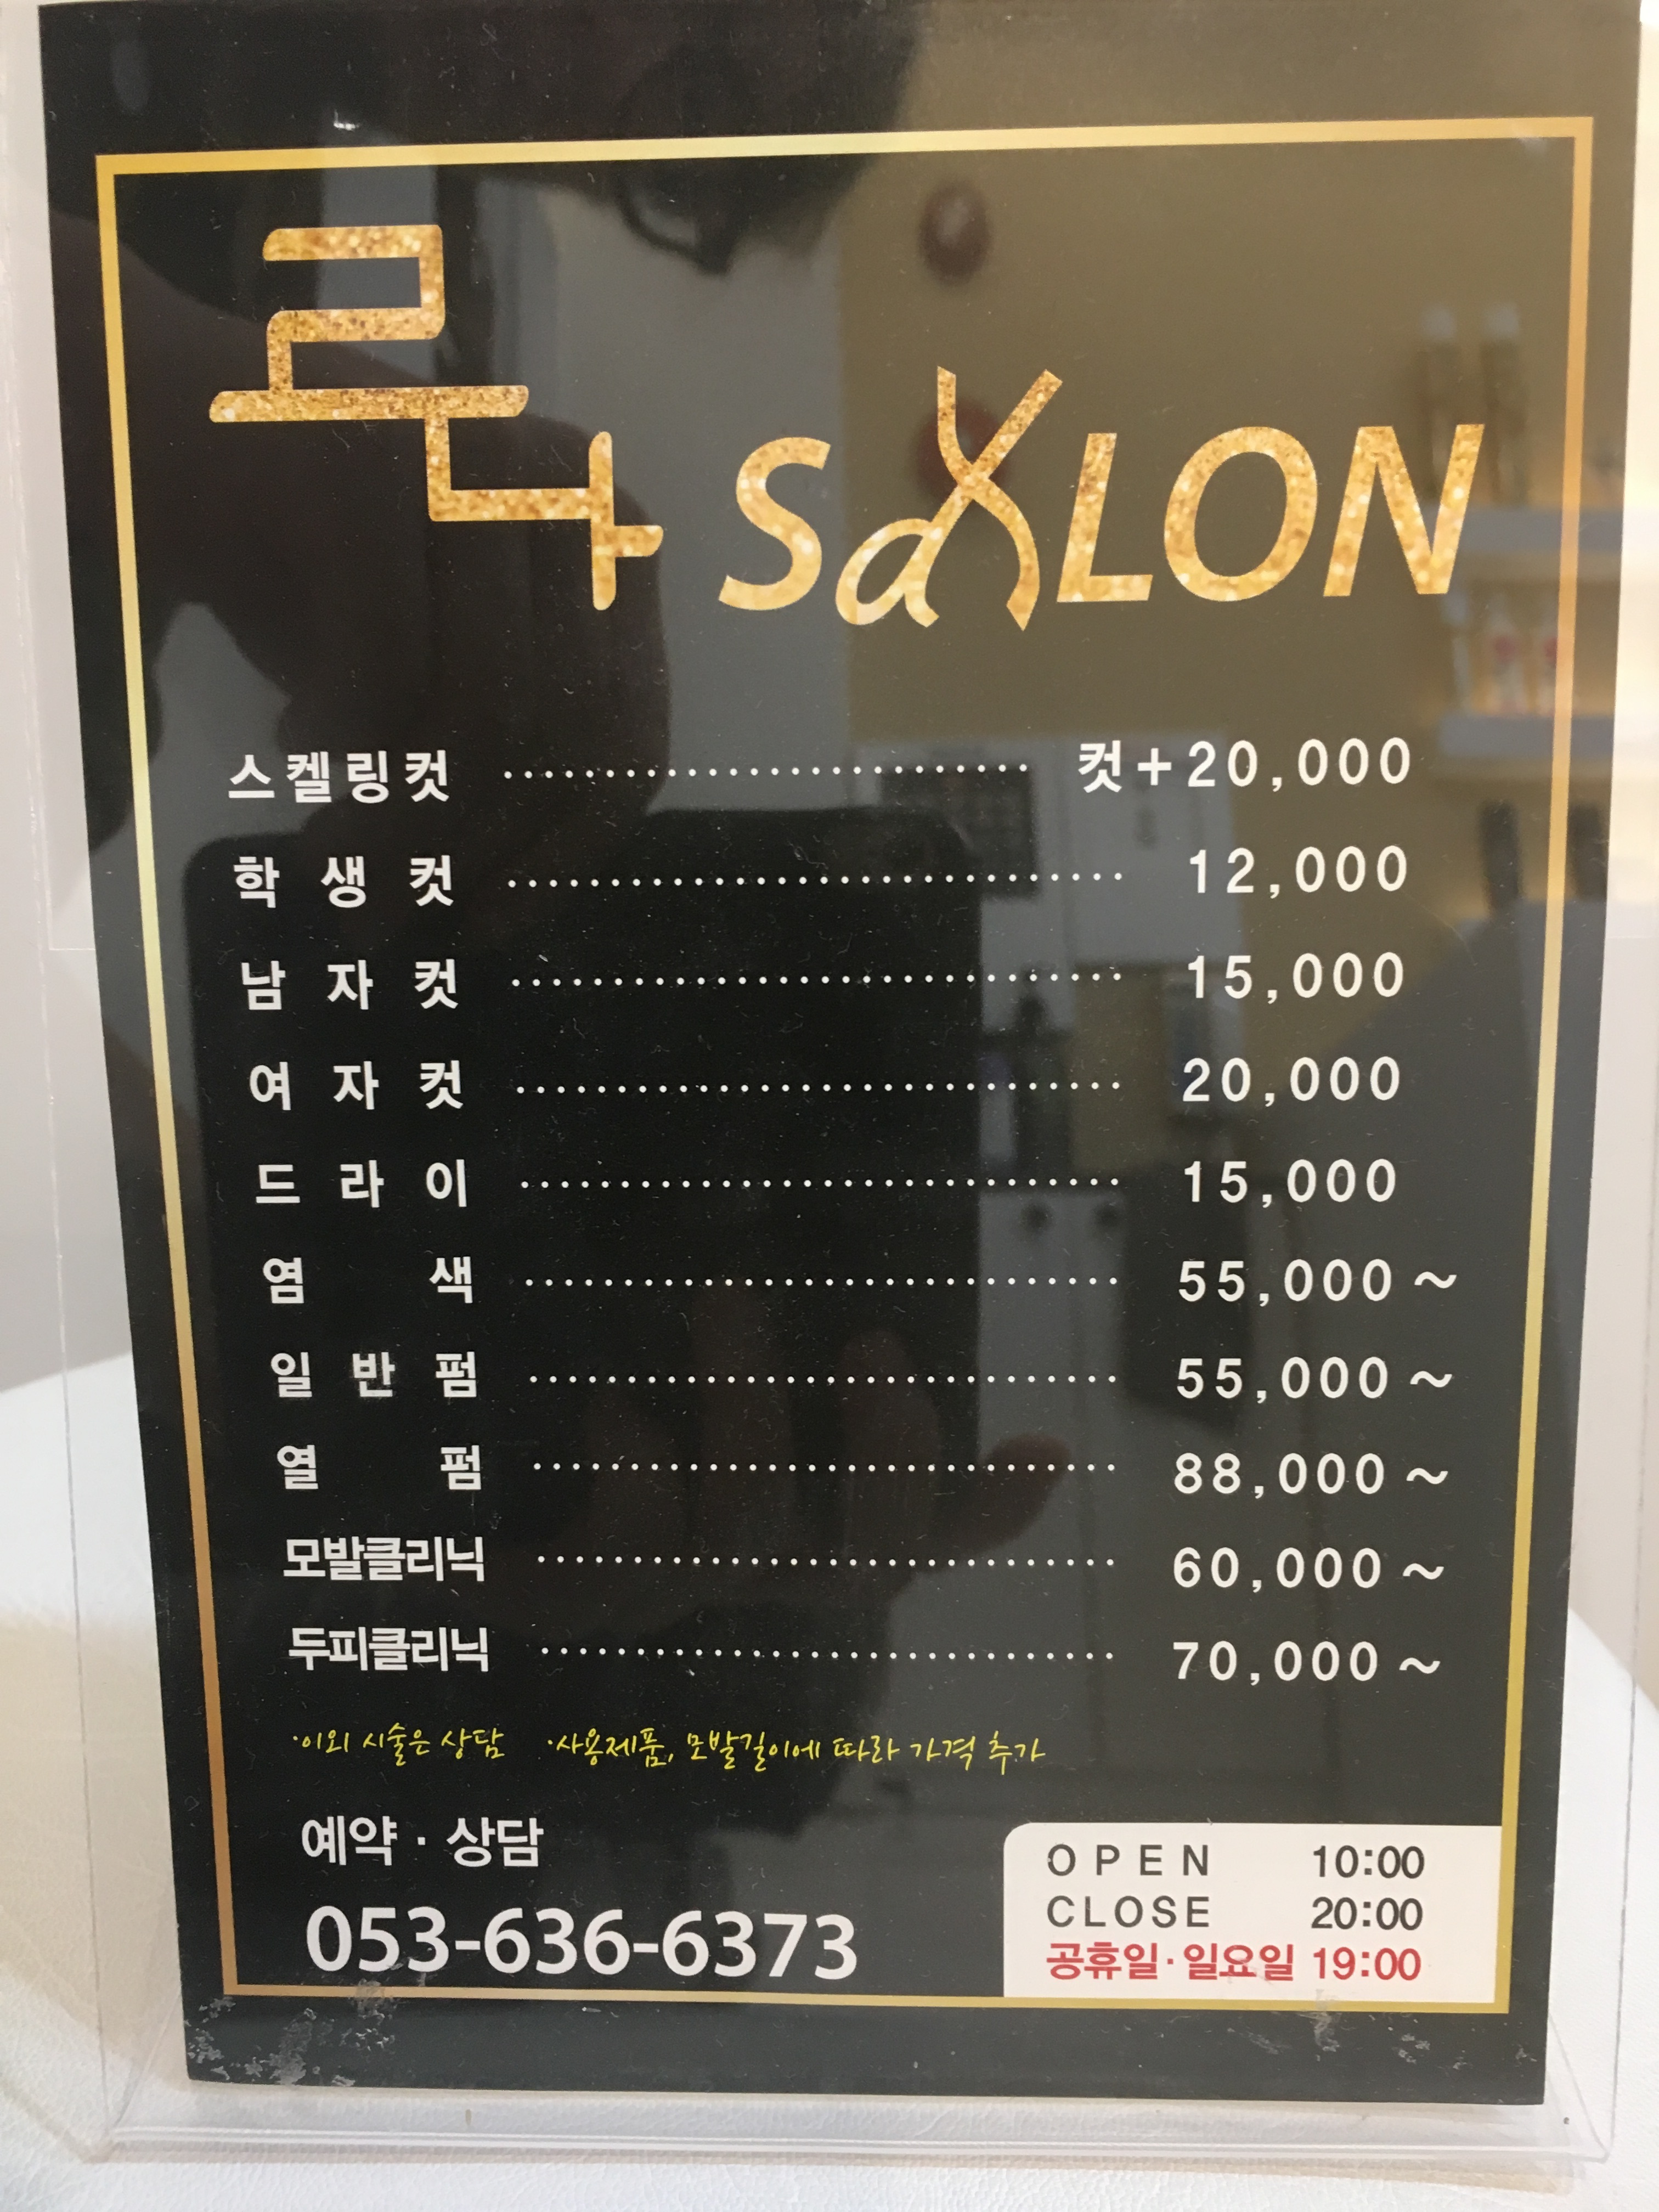 루나 SALON
스켈링컷 ·························· 컷+20,000
학생컷 ······························ 12,000
남자컷 ······························ 15,000
여자컷 ······························ 20,000
드라이 ······························ 15,000
염색 ······························ 55,000~
일반펌 ······························ 55,000~
열펌 ······························ 88,000~
모발클리닉 ······························ 60,000~
두피클리닉 ······························ 70,000~
·이외 시술은 상담 ·사용제품, 모발길이에 따라 가격 추가
예약·상담
053-636-6373
OPEN 10:00
CLOSE 20:00
공휴일·일요일 19:00